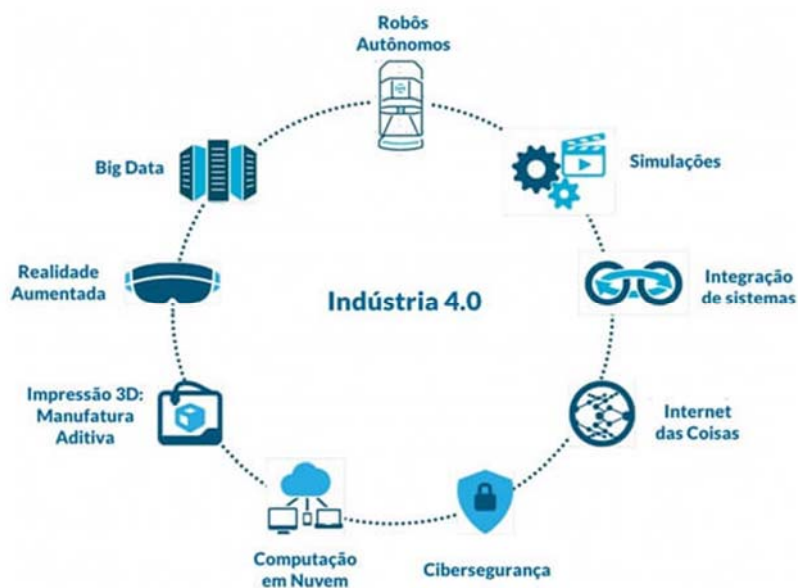 Robôs
Autônomos
Simulações
Integração
de sistemas
Internet
das Coisas
Cibersegurança
Computação
em Nuvem
Impressão 3D:
Manufatura
Aditiva
Realidade
Aumentada
Big Data
Indústria 4.0